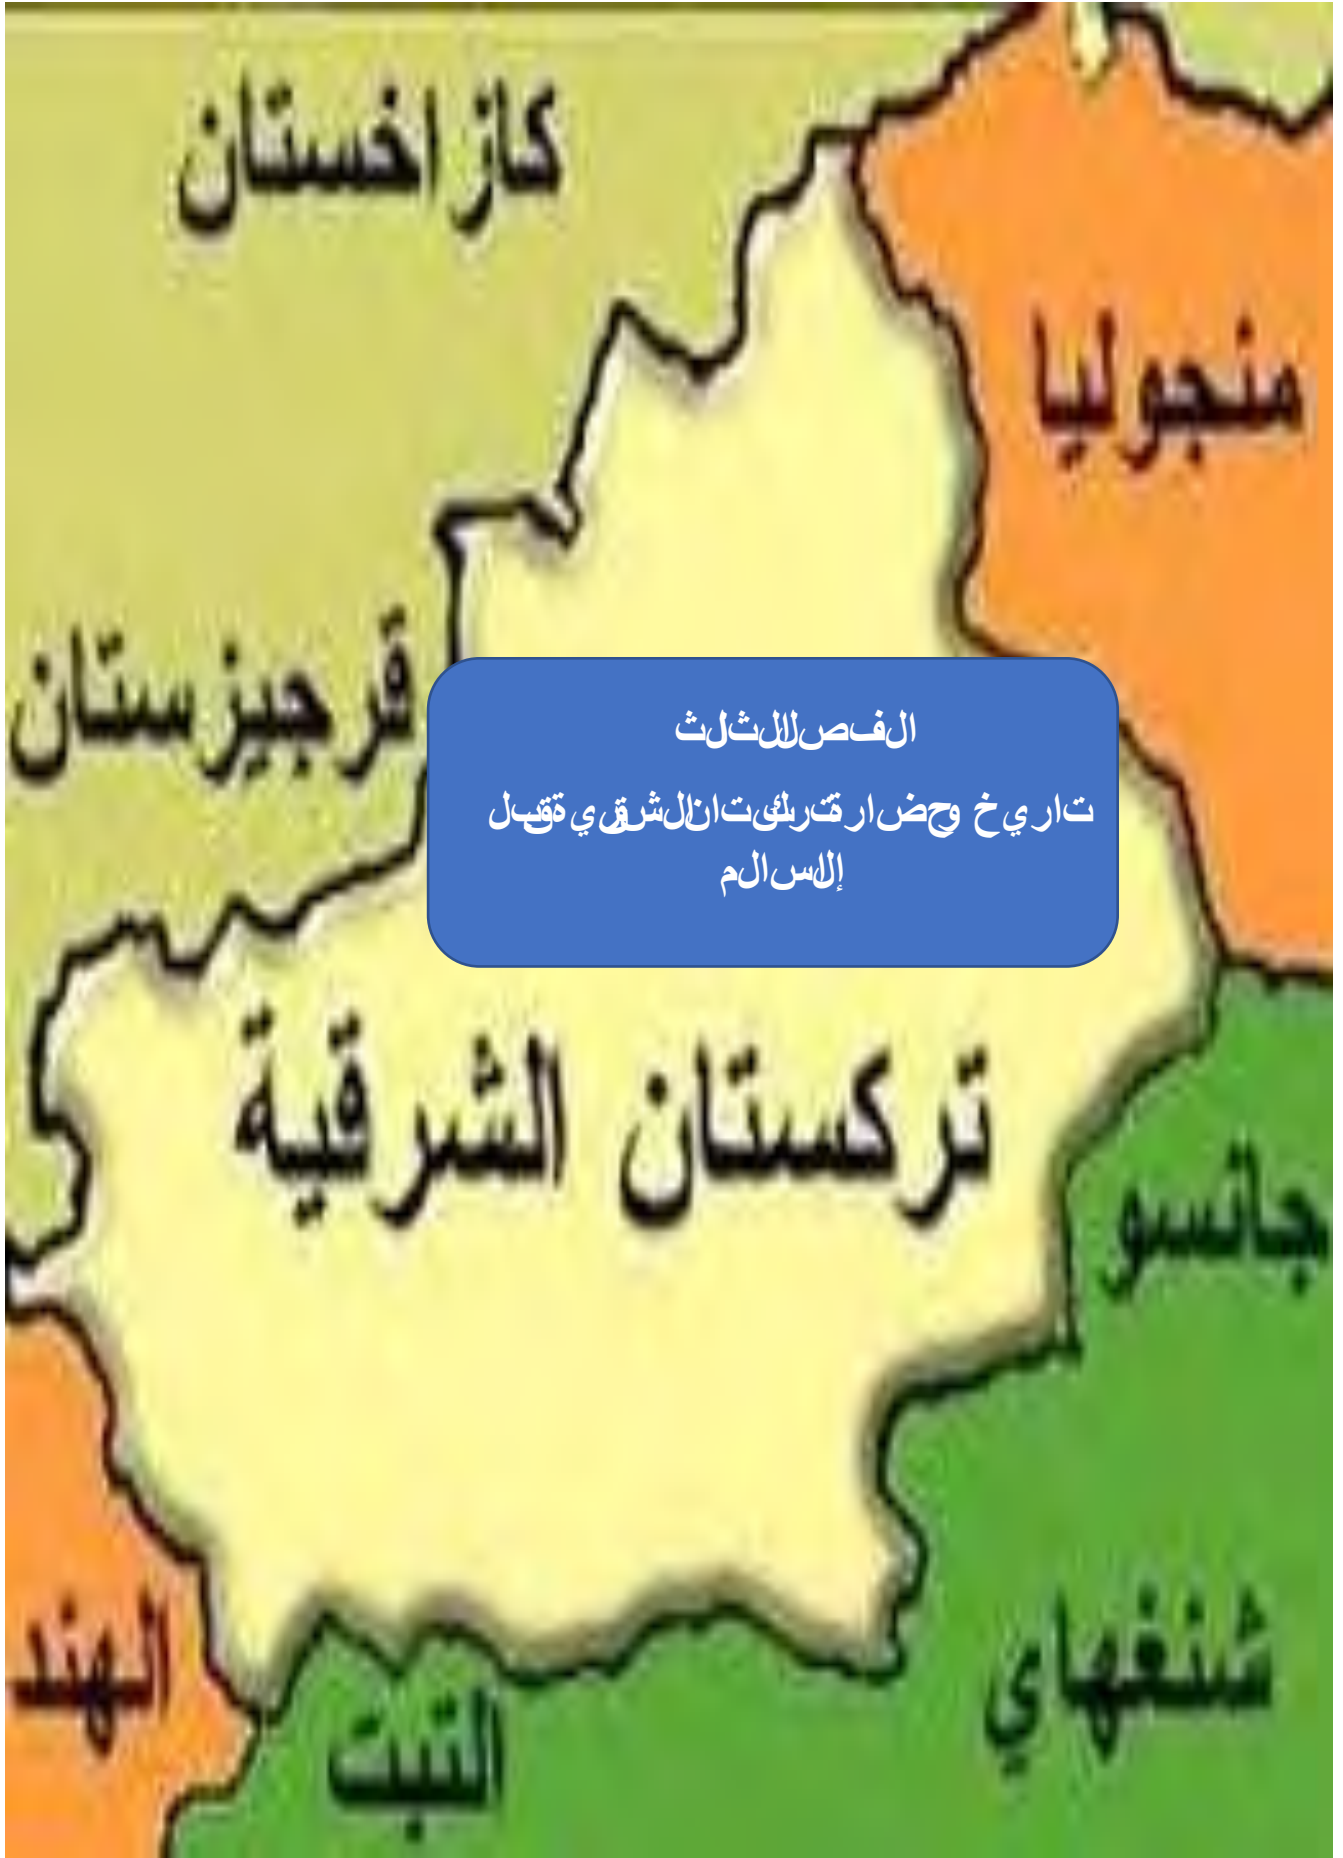 كازاخستان
منجوليا
قرجيزستان
الفصل الثالث
تاريخ وحضارة تركستان الشرقية قبل
الإسلام
تركستان الشرقية
جانسو
شنغهاي
الهند
التبت